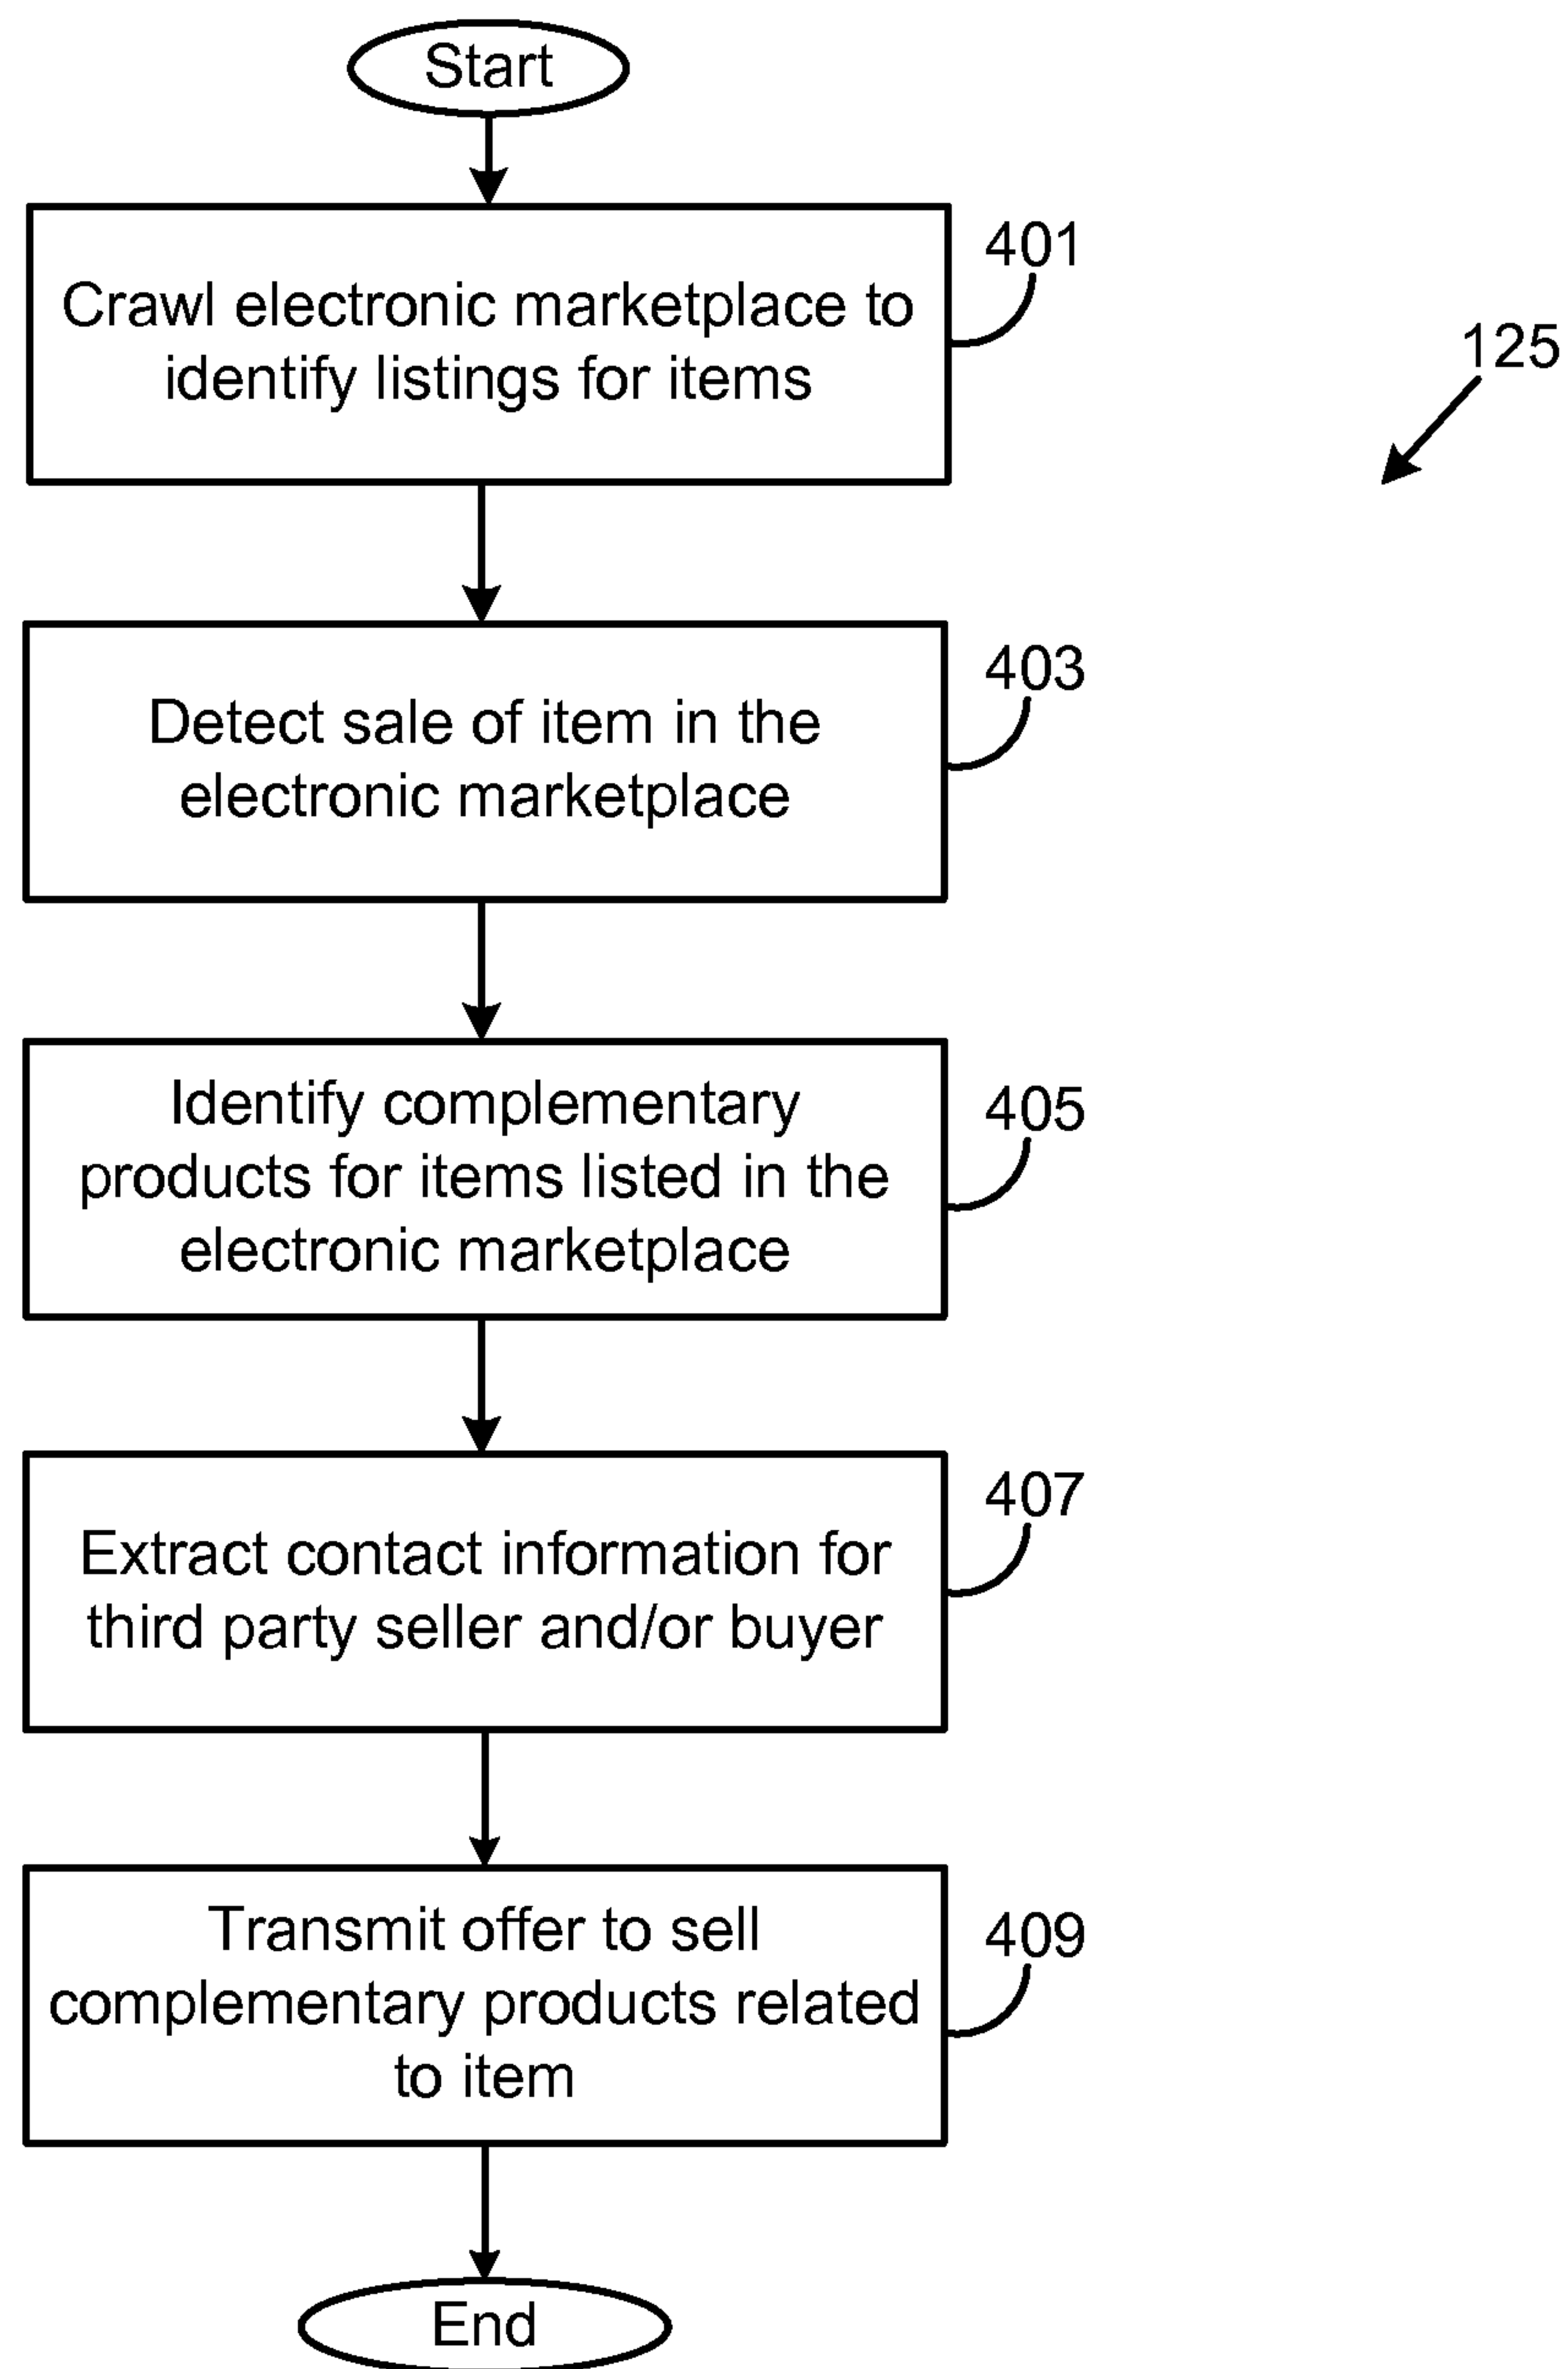 Start
Crawl electronic marketplace to
identify listings for items
401
125
Detect sale of item in the
electronic marketplace
403
Identify complementary
products for items listed in the
electronic marketplace
405
Extract contact information for
third party seller and/or buyer
407
Transmit offer to sell
complementary products related
to item
409
End